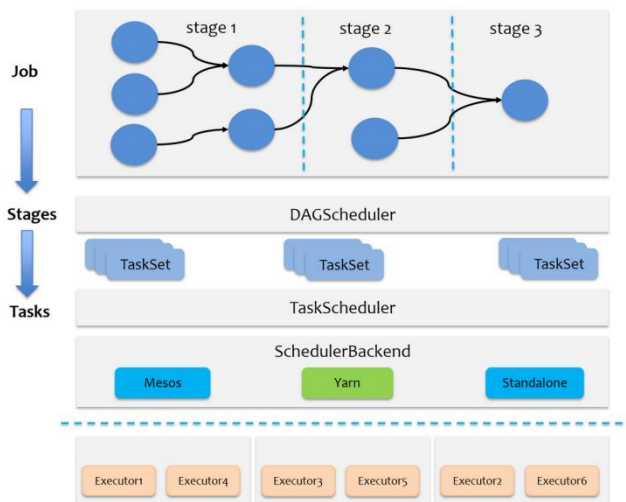 stage 1
stage 2
stage 3
Job
Stages
DAGScheduler
TaskSet
TaskSet
TaskSet
Tasks
TaskScheduler
SchedulerBackend
Mesos
Yarn
Standalone
Executor1
Executor4
Executor3
Executor5
Executor2
Executor6